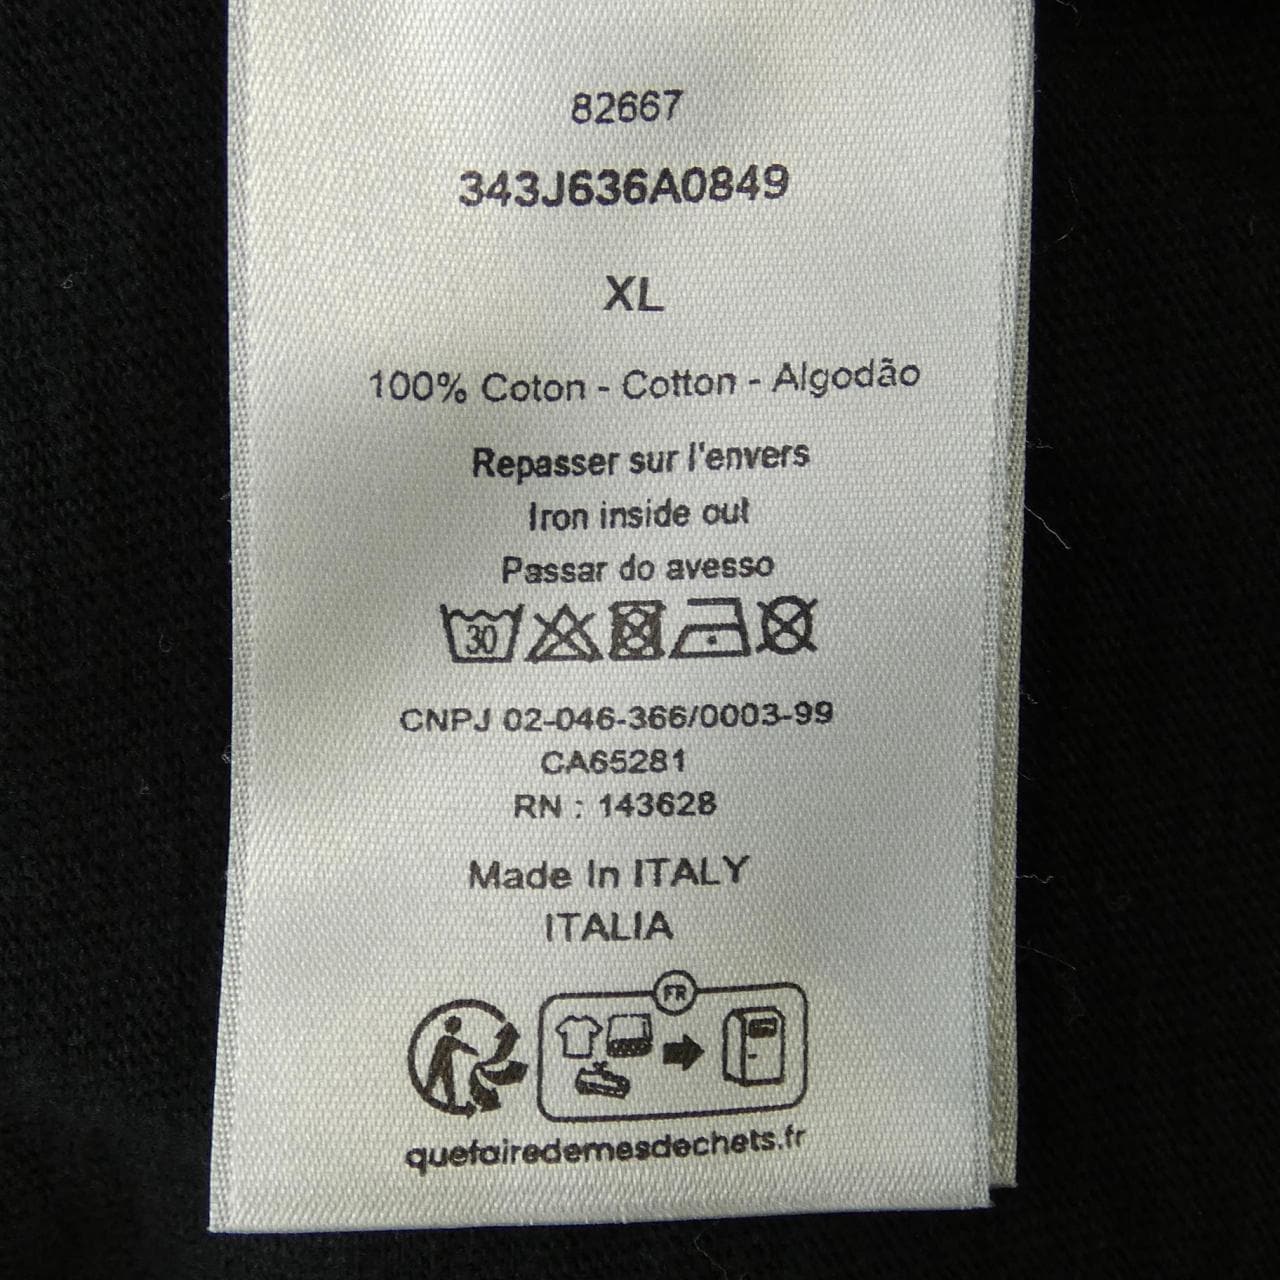 82667
343J636A0849
XL
100% Coton - Cotton - Algodão
Repasser sur l'envers
Iron inside out
Passar do avesso
30
CNPJ 02-046-366/0003-99
CA65281
RN : 143628
Made In ITALY
ITALIA
FR
quefairedemesdechets.fr